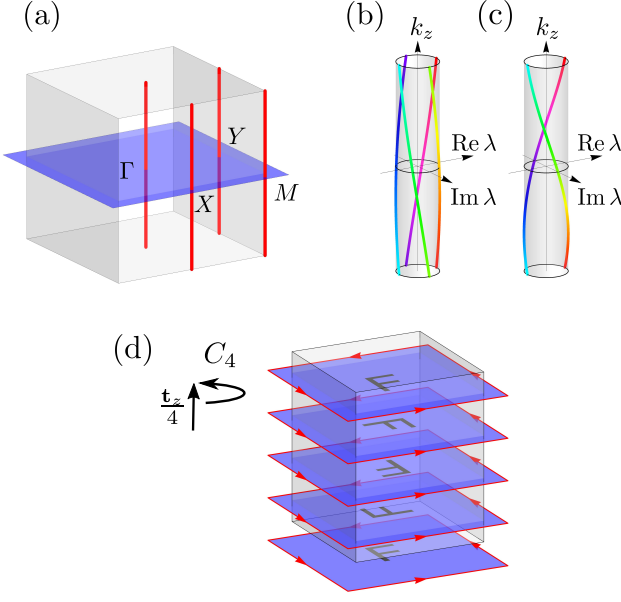 (a)
(b)
(c)
k_z
k_z
Γ
Y
X
M
Re λ
Im λ
Re λ
Im λ
(d)
C_4
t_z
4
F
F
F
F
F